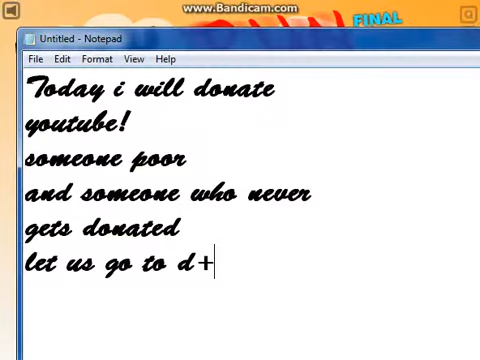 www.Bandicam.com
FINAL
Untitled - Notepad
File Edit Format View Help
Today i will donate
youtube!
someone poor
and someone who never
gets donated
let us go to d+